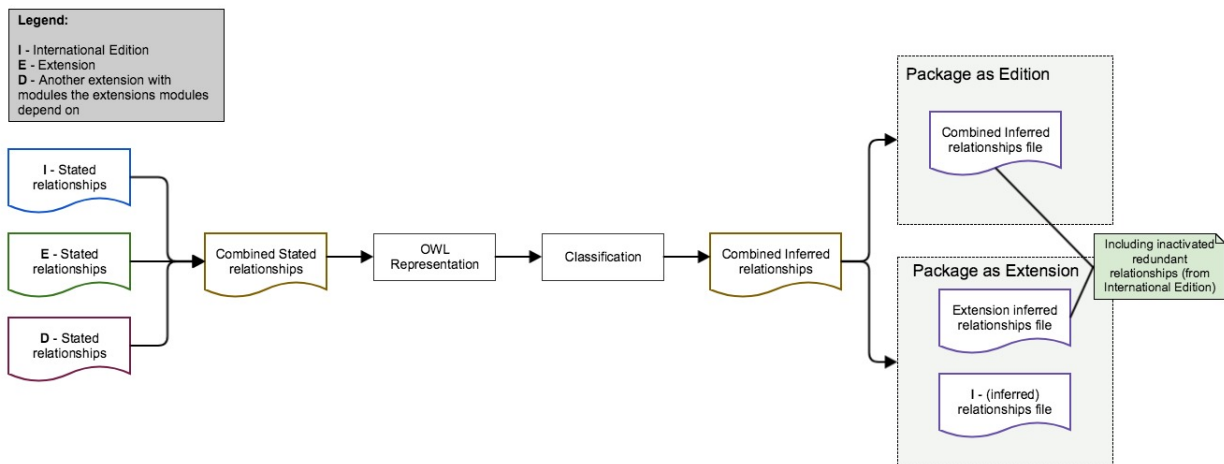 Legend:
I - International Edition
E - Extension
D - Another extension with
modules the extensions modules
depend on
I - Stated
relationships
E - Stated
relationships
D - Stated
relationships
Combined Stated
relationships
OWL
Representation
Classification
Combined Inferred
relationships
Package as Edition
Combined Inferred
relationships file
Package as Extension
Extension inferred
relationships file
I - (inferred)
relationships file
Including inactivated
redundant
relationships (from
International Edition)